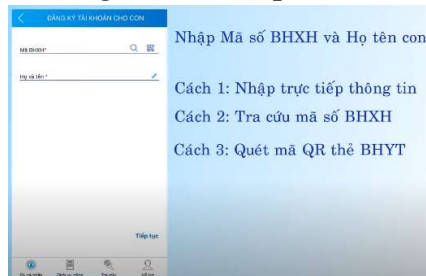 ĐĂNG KÝ TÀI KHOẢN CHO CON
Mã BHXH*
Họ và tên *
Tiếp tục
Nhập Mã số BHXH và Họ tên con
Cách 1: Nhập trực tiếp thông tin
Cách 2: Tra cứu mã số BHXH
Cách 3: Quét mã QR thẻ BHYT